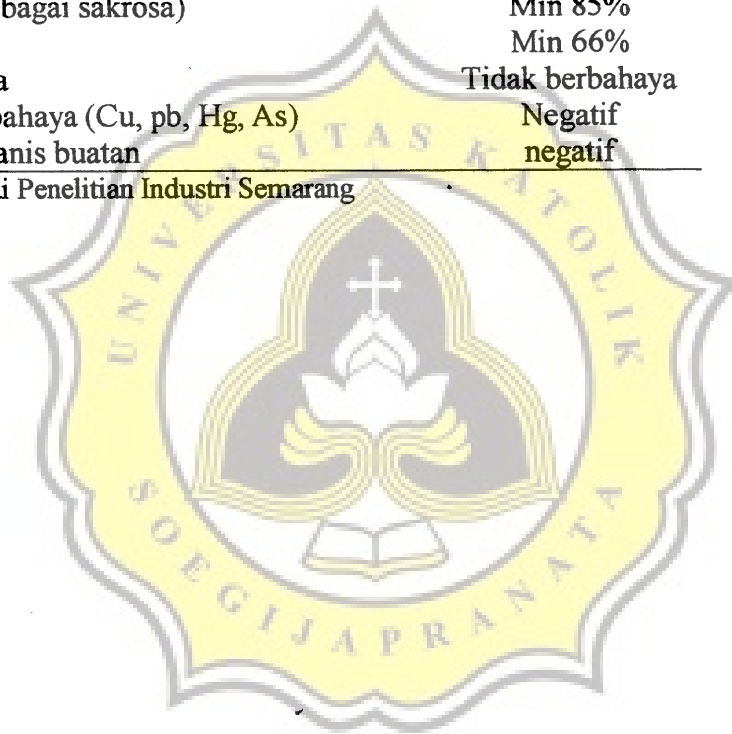 bagai sakrosa) Min 85%
Min 66%
a Tidak berbahaya
bahaya (Cu, pb, Hg, As) Negatif
anis buatan negatif
i Penelitian Industri Semarang
UNIVERSITAS KATOLIK
SOEGIJAPRANATA